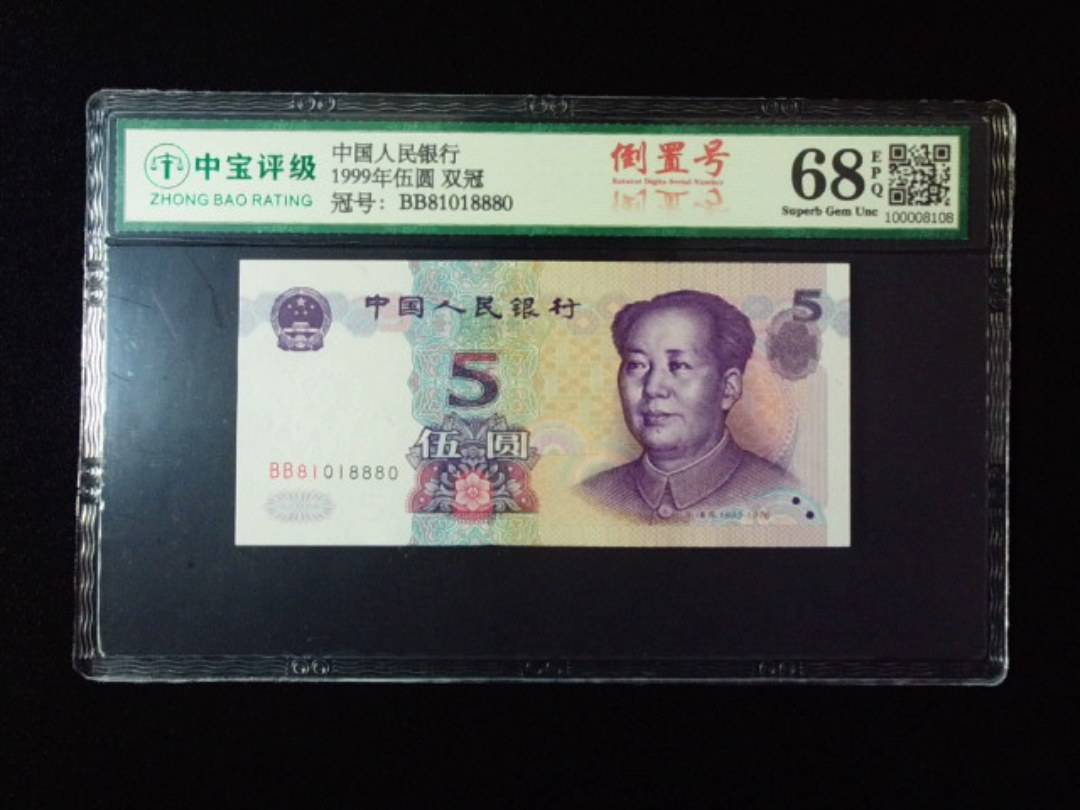 中宝评级
ZHONG BAO RATING
中国人民银行
1999年伍圆 双冠
冠号：BB81018880
倒置号
68
EPQ
Superb Gem Unc
100008108
中国人民银行
5
5
伍圆
BB81018880